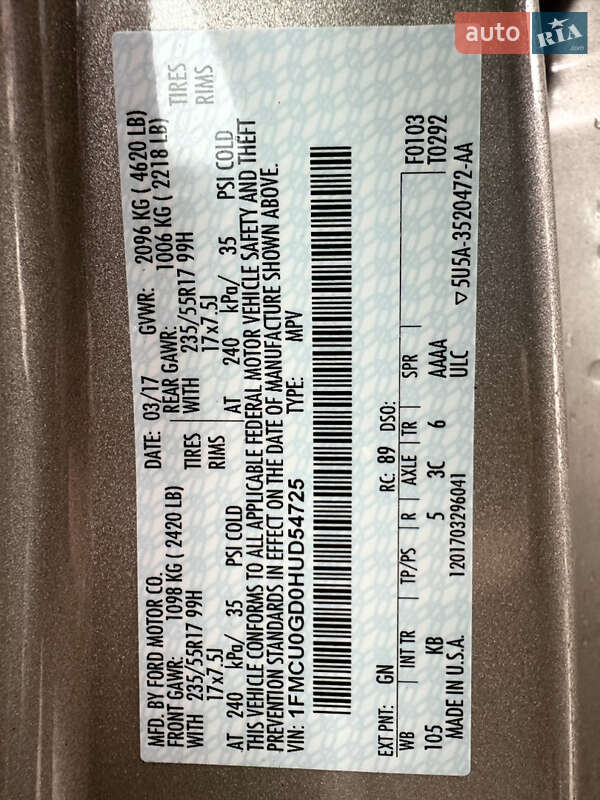 auto RIA.com
MFD. BY FORD MOTOR CO. DATE: 03/17 GVWR: 2096 KG ( 4620 LB)
FRONT GAWR: 1098 KG ( 2420 LB) REAR GAWR: 1006 KG ( 2218 LB)
WITH 235/55R17 99H TIRES WITH 235/55R17 99H TIRES
17x7.5J RIMS 17x7.5J RIMS
AT 240 kPa/ 35 PSI COLD AT 240 kPa/ 35 PSI COLD
THIS VEHICLE CONFORMS TO ALL APPLICABLE FEDERAL MOTOR VEHICLE SAFETY AND THEFT
PREVENTION STANDARDS IN EFFECT ON THE DATE OF MANUFACTURE SHOWN ABOVE.
VIN: 1FMCU0GD0HUD54725 TYPE: MPV
F0103
EXT PNT: GN RC: 89 DSO: T0292
WB INT TR TP/PS R AXLE TR SPR
105 KB 5 3C 6 AAAA
MADE IN U.S.A. 1201703296041 ULC
▽5U5A-3520472-AA